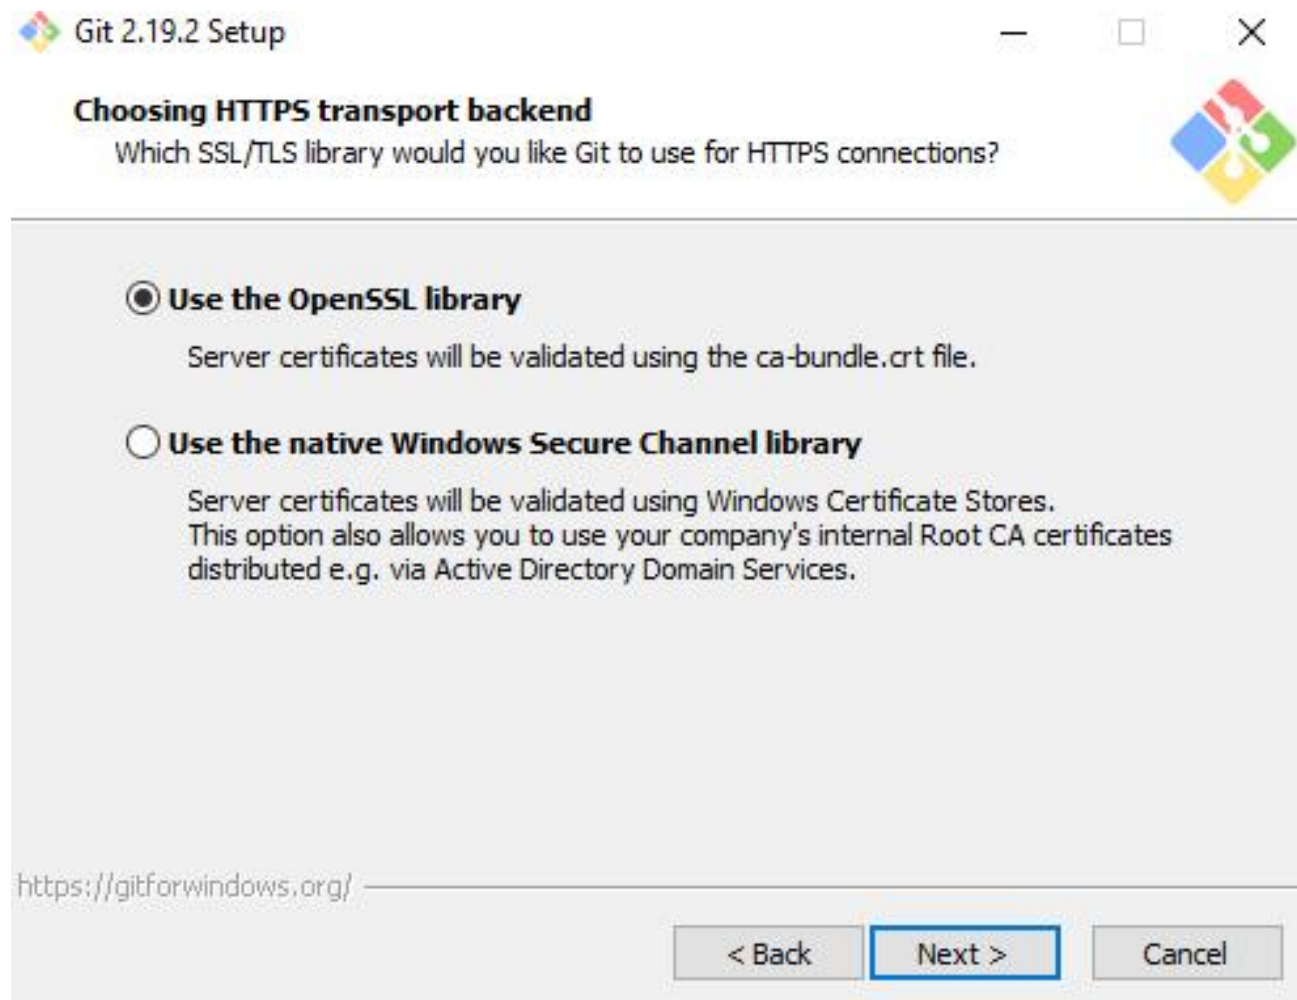 Git 2.19.2 Setup
Choosing HTTPS transport backend
Which SSL/TLS library would you like Git to use for HTTPS connections?
Use the OpenSSL library
Server certificates will be validated using the ca-bundle.crt file.
Use the native Windows Secure Channel library
Server certificates will be validated using Windows Certificate Stores.
This option also allows you to use your company's internal Root CA certificates
distributed e.g. via Active Directory Domain Services.
https://gitforwindows.org/
< Back
Next >
Cancel